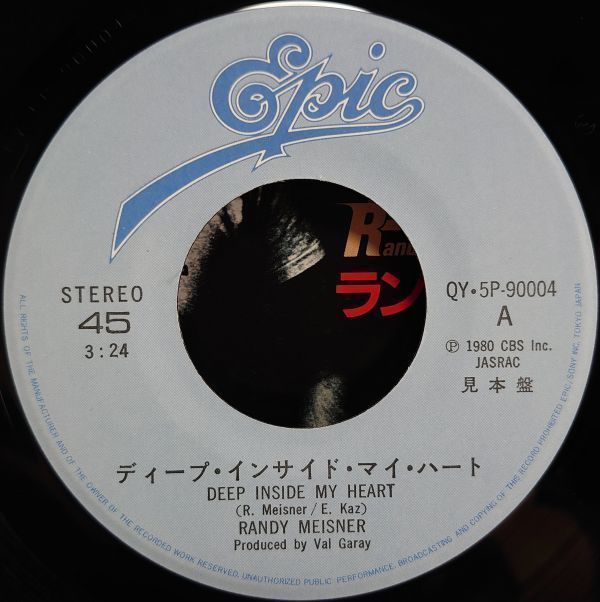 Epic
STEREO
45
3:24
QY・5P-90004
A
Ⓟ 1980 CBS Inc.
JASRAC
見本盤
R
and
ラン
ディープ・インサイド・マイ・ハート
DEEP INSIDE MY HEART
(R. Meisner / E. Kaz)
RANDY MEISNER
Produced by Val Garay
ALL RIGHTS OF THE MANUFACTURER AND OF THE OWNER OF THE RECORDED WORK RESERVED. UNAUTHORIZED PUBLIC PERFORMANCE, BROADCASTING AND COPYING OF THIS RECORD PROHIBITED EPIC/SONY INC. TOKYO JAPAN